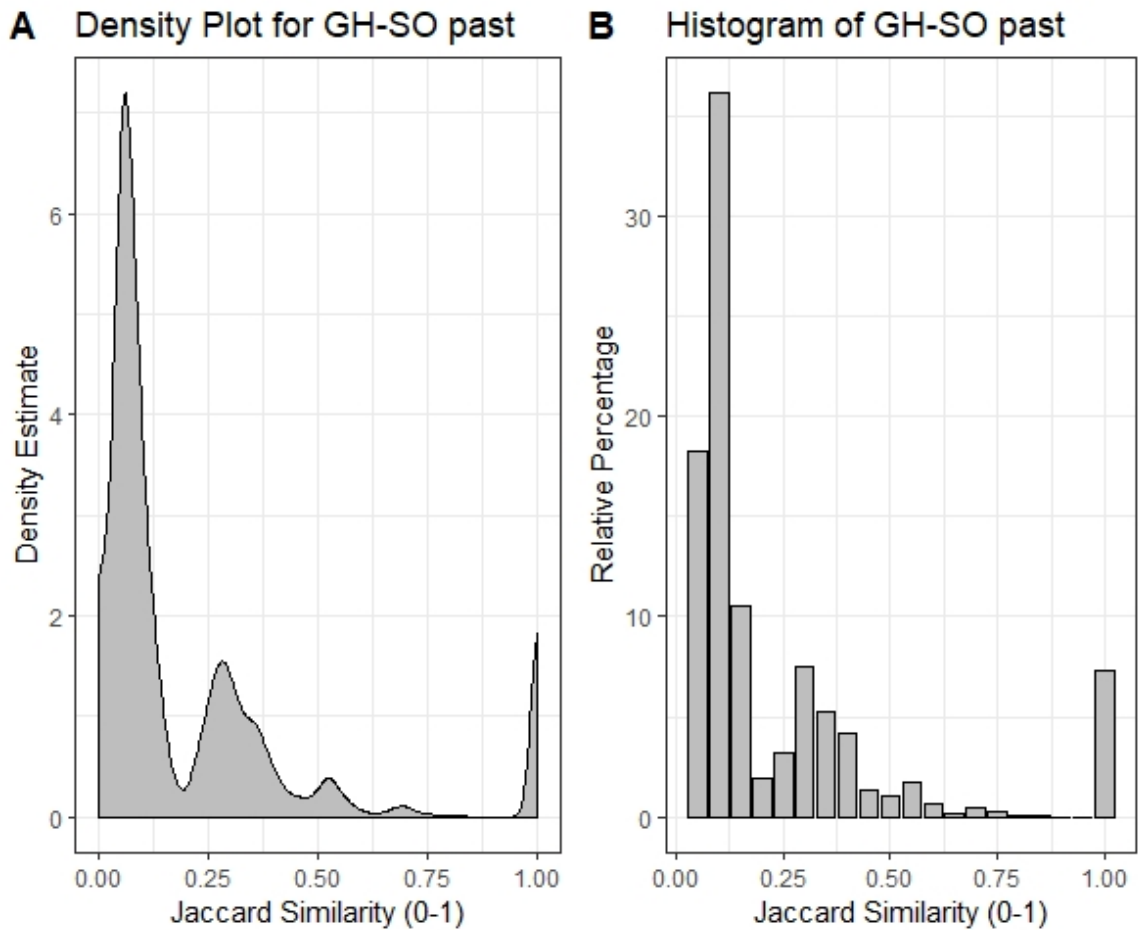 A Density Plot for GH-SO past
Density Estimate
6
4
2
0
0.00 0.25 0.50 0.75 1.00
Jaccard Similarity (0-1)
B Histogram of GH-SO past
Relative Percentage
30
20
10
0
0.00 0.25 0.50 0.75 1.00
Jaccard Similarity (0-1)